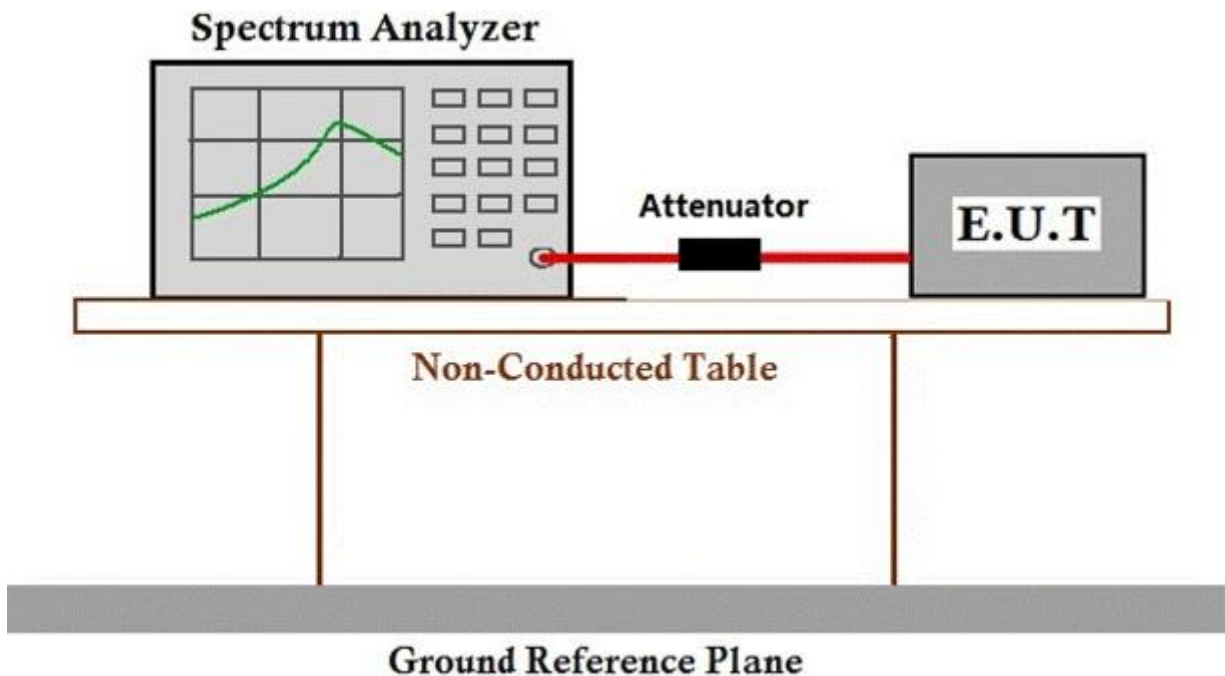 Spectrum Analyzer
Attenuator
E.U.T
Non-Conducted Table
Ground Reference Plane